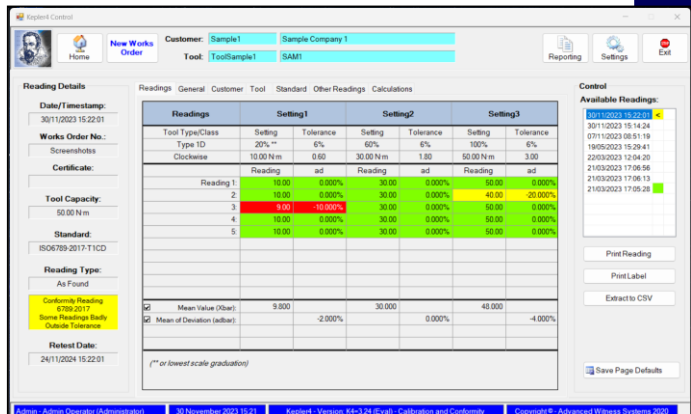 Kepler4 Control
Home
New Works Order
Customer: Sample1 Sample Company 1
Tool: ToolSample1 SAM1
Reporting
Settings
Exit
Reading Details
Date/Timestamp:
30/11/2023 15:22:01
Works Order No.:
Screenshotss
Certificate:
Tool Capacity:
50.00 N·m
Standard:
ISO6789-2017-T1CD
Reading Type:
As Found
Conformity Reading
6789:2017
Some Readings Badly
Outside Tolerance
Retest Date:
24/11/2024 15:22:01
Readings General Customer Tool Standard Other Readings Calculations
Readings Setting1 Setting2 Setting3
Tool Type/Class Setting Tolerance Setting Tolerance Setting Tolerance
Type 1D 20% ** 6% 60% 6% 100% 6%
Clockwise 10.00 N·m 0.60 30.00 N·m 1.80 50.00 N·m 3.00
Reading ad Reading ad Reading ad
Reading 1: 10.00 0.000% 30.00 0.000% 50.00 0.000%
2: 10.00 0.000% 30.00 0.000% 40.00 -20.000%
3: 9.00 -10.000% 30.00 0.000% 50.00 0.000%
4: 10.00 0.000% 30.00 0.000% 50.00 0.000%
5: 10.00 0.000% 30.00 0.000% 50.00 0.000%
Mean Value (Xbar): 9.800 30.000 48.000
Mean of Deviation (adbar): -2.000% 0.000% -4.000%
(** or lowest scale graduation)
Control
Available Readings:
30/11/2023 15:22:01 <
30/11/2023 15:14:24
07/11/2023 08:51:19
19/05/2023 15:29:41
22/03/2023 12:04:20
21/03/2023 17:06:56
21/03/2023 17:06:13
21/03/2023 17:05:28
Print Reading
Print Label
Extract to CSV
Save Page Defaults
Admin - Admin Operator (Administrator) 30 November 2023 15:21 Kepler4 - Version: K4=3.24 (Eval) - Calibration and Conformity Copyright © - Advanced Witness Systems 2020